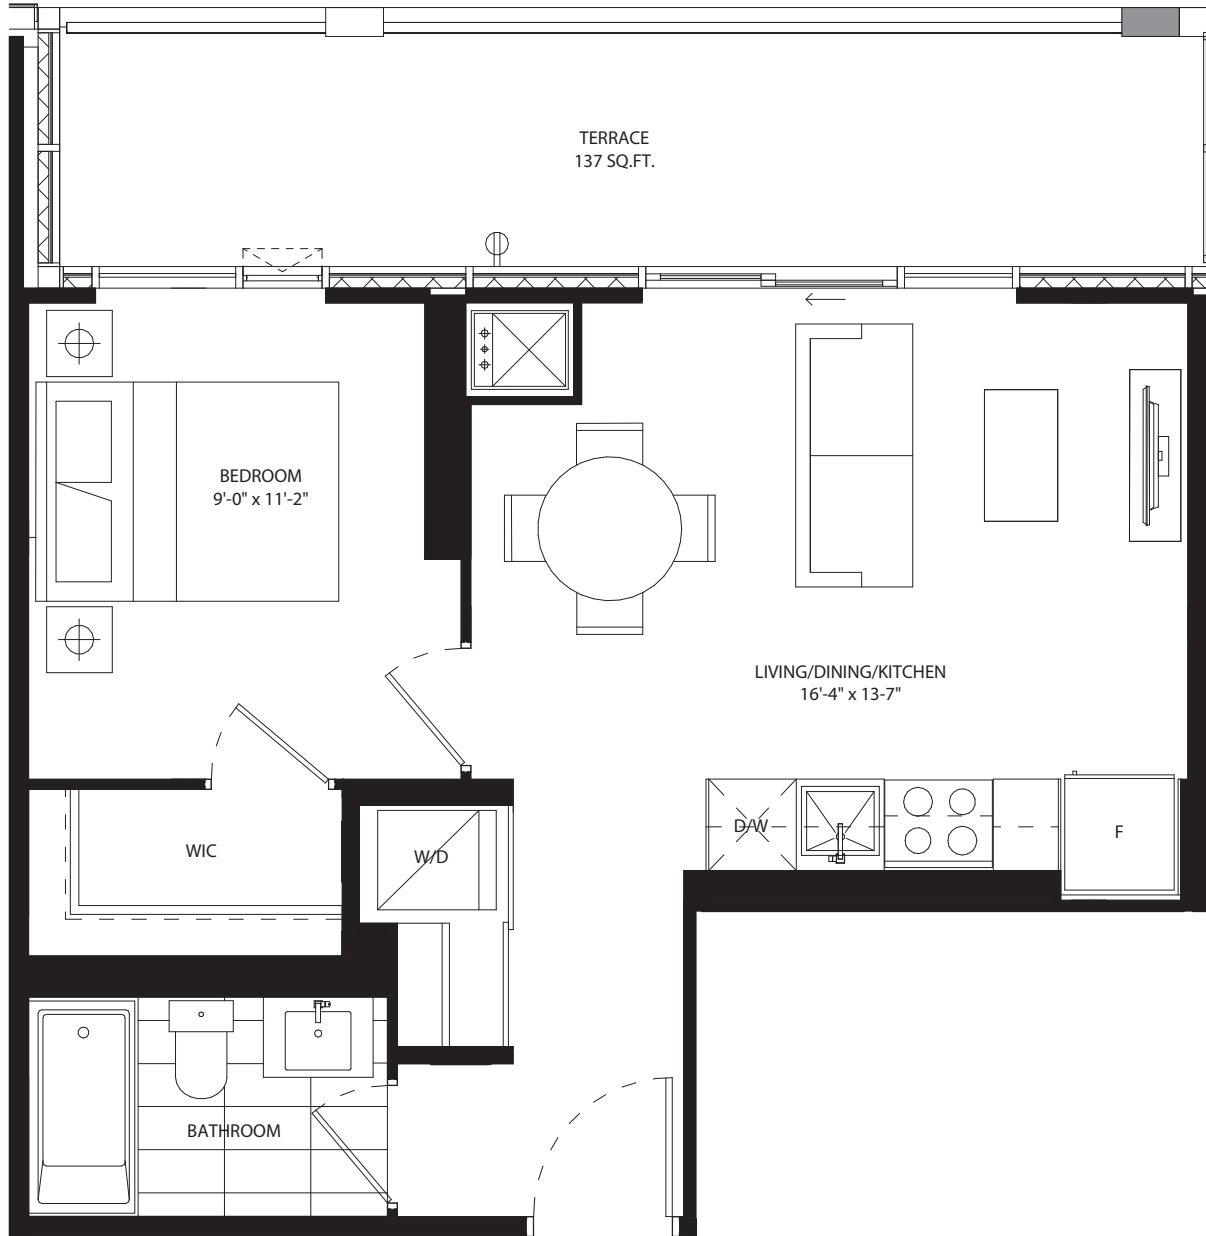 TERRACE
137 SQ.FT.
BEDROOM
9'-0" x 11'-2"
LIVING/DINING/KITCHEN
16'-4" x 13-7"
D/W
F
WIC
W/D
BATHROOM